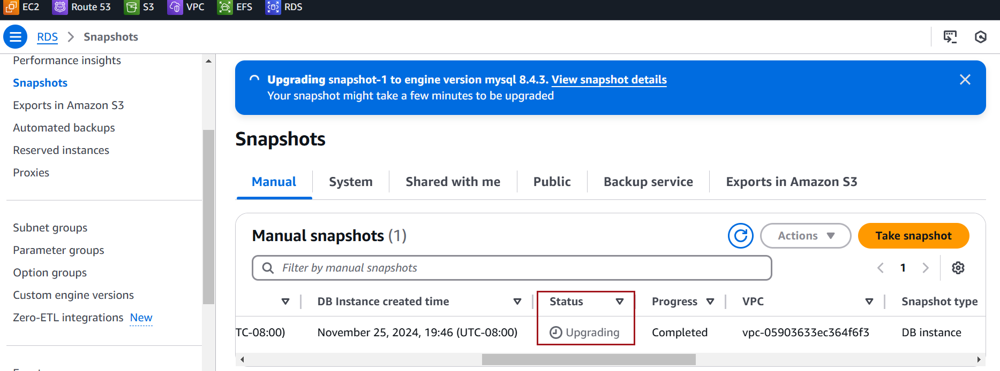 EC2 Route 53 S3 VPC EFS RDS
RDS Snapshots
Performance insights
Snapshots
Exports in Amazon S3
Automated backups
Reserved instances
Proxies
Subnet groups
Parameter groups
Option groups
Custom engine versions
Zero-ETL integrations New
Upgrading snapshot-1 to engine version mysql 8.4.3. View snapshot details
Your snapshot might take a few minutes to be upgraded
Snapshots
Manual System Shared with me Public Backup service Exports in Amazon S3
Manual snapshots (1)
Actions Take snapshot
Filter by manual snapshots
1
DB Instance created time Status Progress VPC Snapshot type
TC-08:00) November 25, 2024, 19:46 (UTC-08:00) Upgrading Completed vpc-05903633ec364f6f3 DB instance